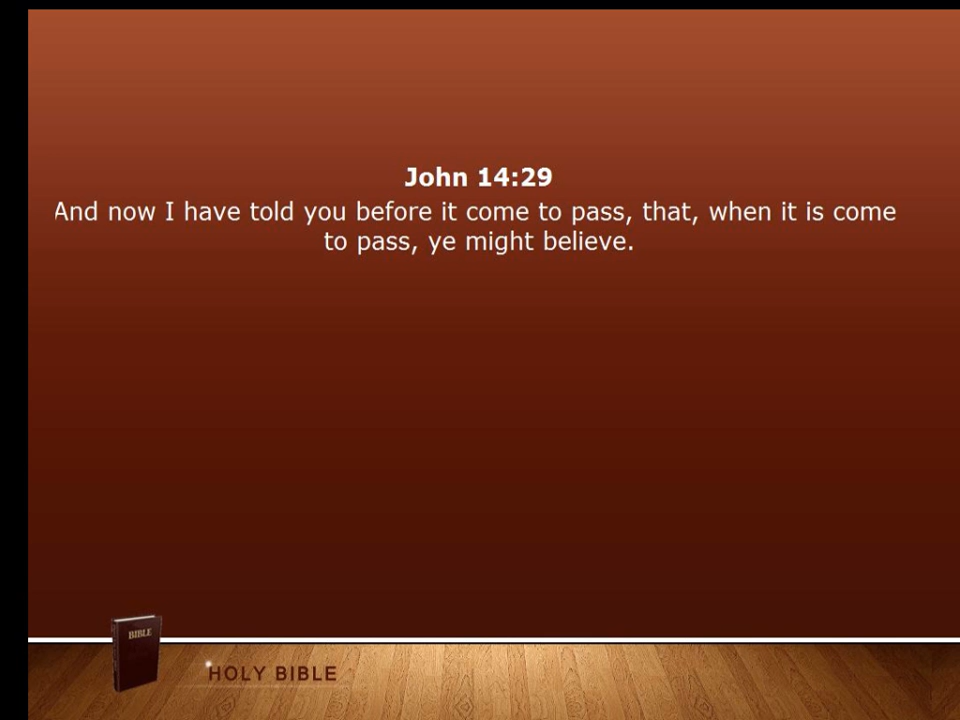 John 14:29
And now I have told you before it come to pass, that, when it is come
to pass, ye might believe.
BIBLE
HOLY BIBLE